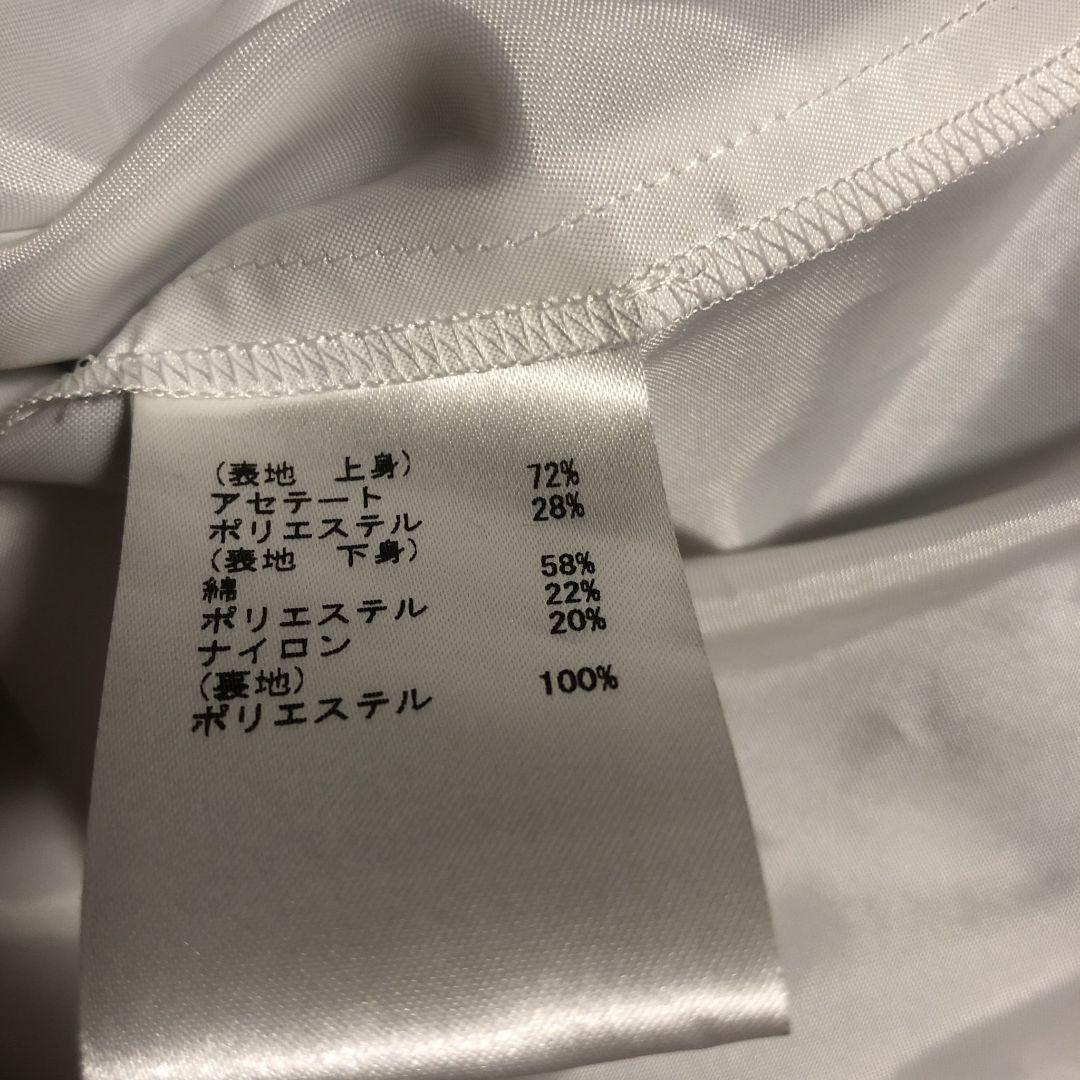 (表地　上身)
アセテート 72%
ポリエステル 28%
(表地　下身)
綿 58%
ポリエステル 22%
ナイロン 20%
(裏地)
ポリエステル 100%